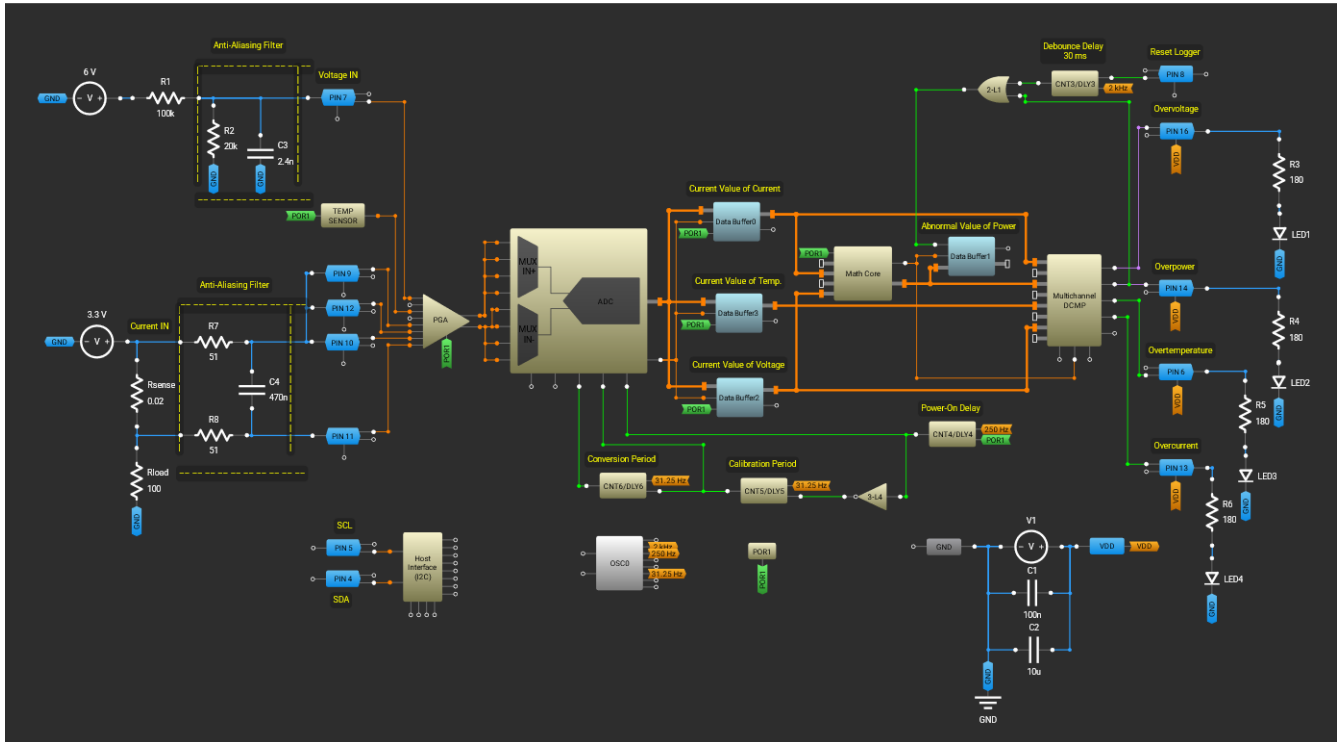 Anti-Aliasing Filter
6 V
GND
V
R1
100k
Voltage IN
PIN 7
R2
20k
C3
2.4n
GND
GND
POR1
TEMP
SENSOR
PIN 9
PIN 12
PIN 10
PIN 11
Anti-Aliasing Filter
3.3 V
GND
V
Current IN
R7
51
C4
470n
Rsense
0.02
R8
51
Rload
100
GND
PGA
POR1
MUX
IN+
MUX
IN-
ADC
Current Value of Current
Data Buffer0
POR1
Current Value of Temp.
Data Buffer3
POR1
Current Value of Voltage
Data Buffer2
POR1
POR1
Math Core
Abnormal Value of Power
Data Buffer1
Multichannel
DCMP
Debounce Delay
30 ms
2-L1
CNT3/DLY3
2 kHz
Reset Logger
PIN 8
Overvoltage
PIN 16
VDD
R3
180
LED1
GND
Overpower
PIN 14
VDD
R4
180
LED2
GND
Overtemperature
PIN 6
VDD
R5
180
LED3
GND
Overcurrent
PIN 13
VDD
R6
180
LED4
GND
Power-On Delay
CNT4/DLY4
250 Hz
POR1
Conversion Period
CNT6/DLY6
31.25 Hz
Calibration Period
CNT5/DLY5
31.25 Hz
3-L4
SCL
PIN 5
PIN 4
SDA
Host
Interface
(I2C)
OSC0
2 kHz
250 Hz
31.25 Hz
POR1
POR1
V1
GND
V
VDD
VDD
C1
100n
C2
10u
GND
GND